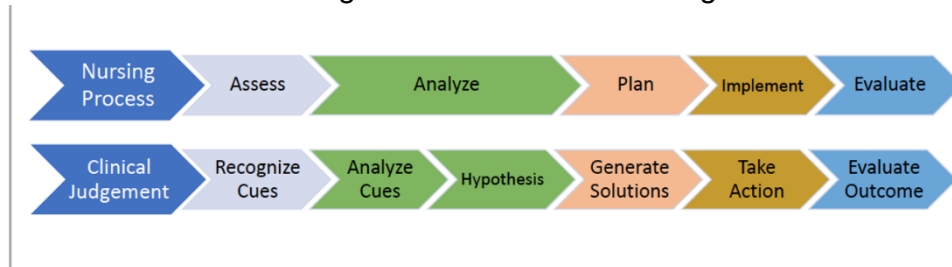 Nursing
Process
Assess
Analyze
Plan
Implement
Evaluate
Clinical
Judgement
Recognize
Cues
Analyze
Cues
Hypothesis
Generate
Solutions
Take
Action
Evaluate
Outcome